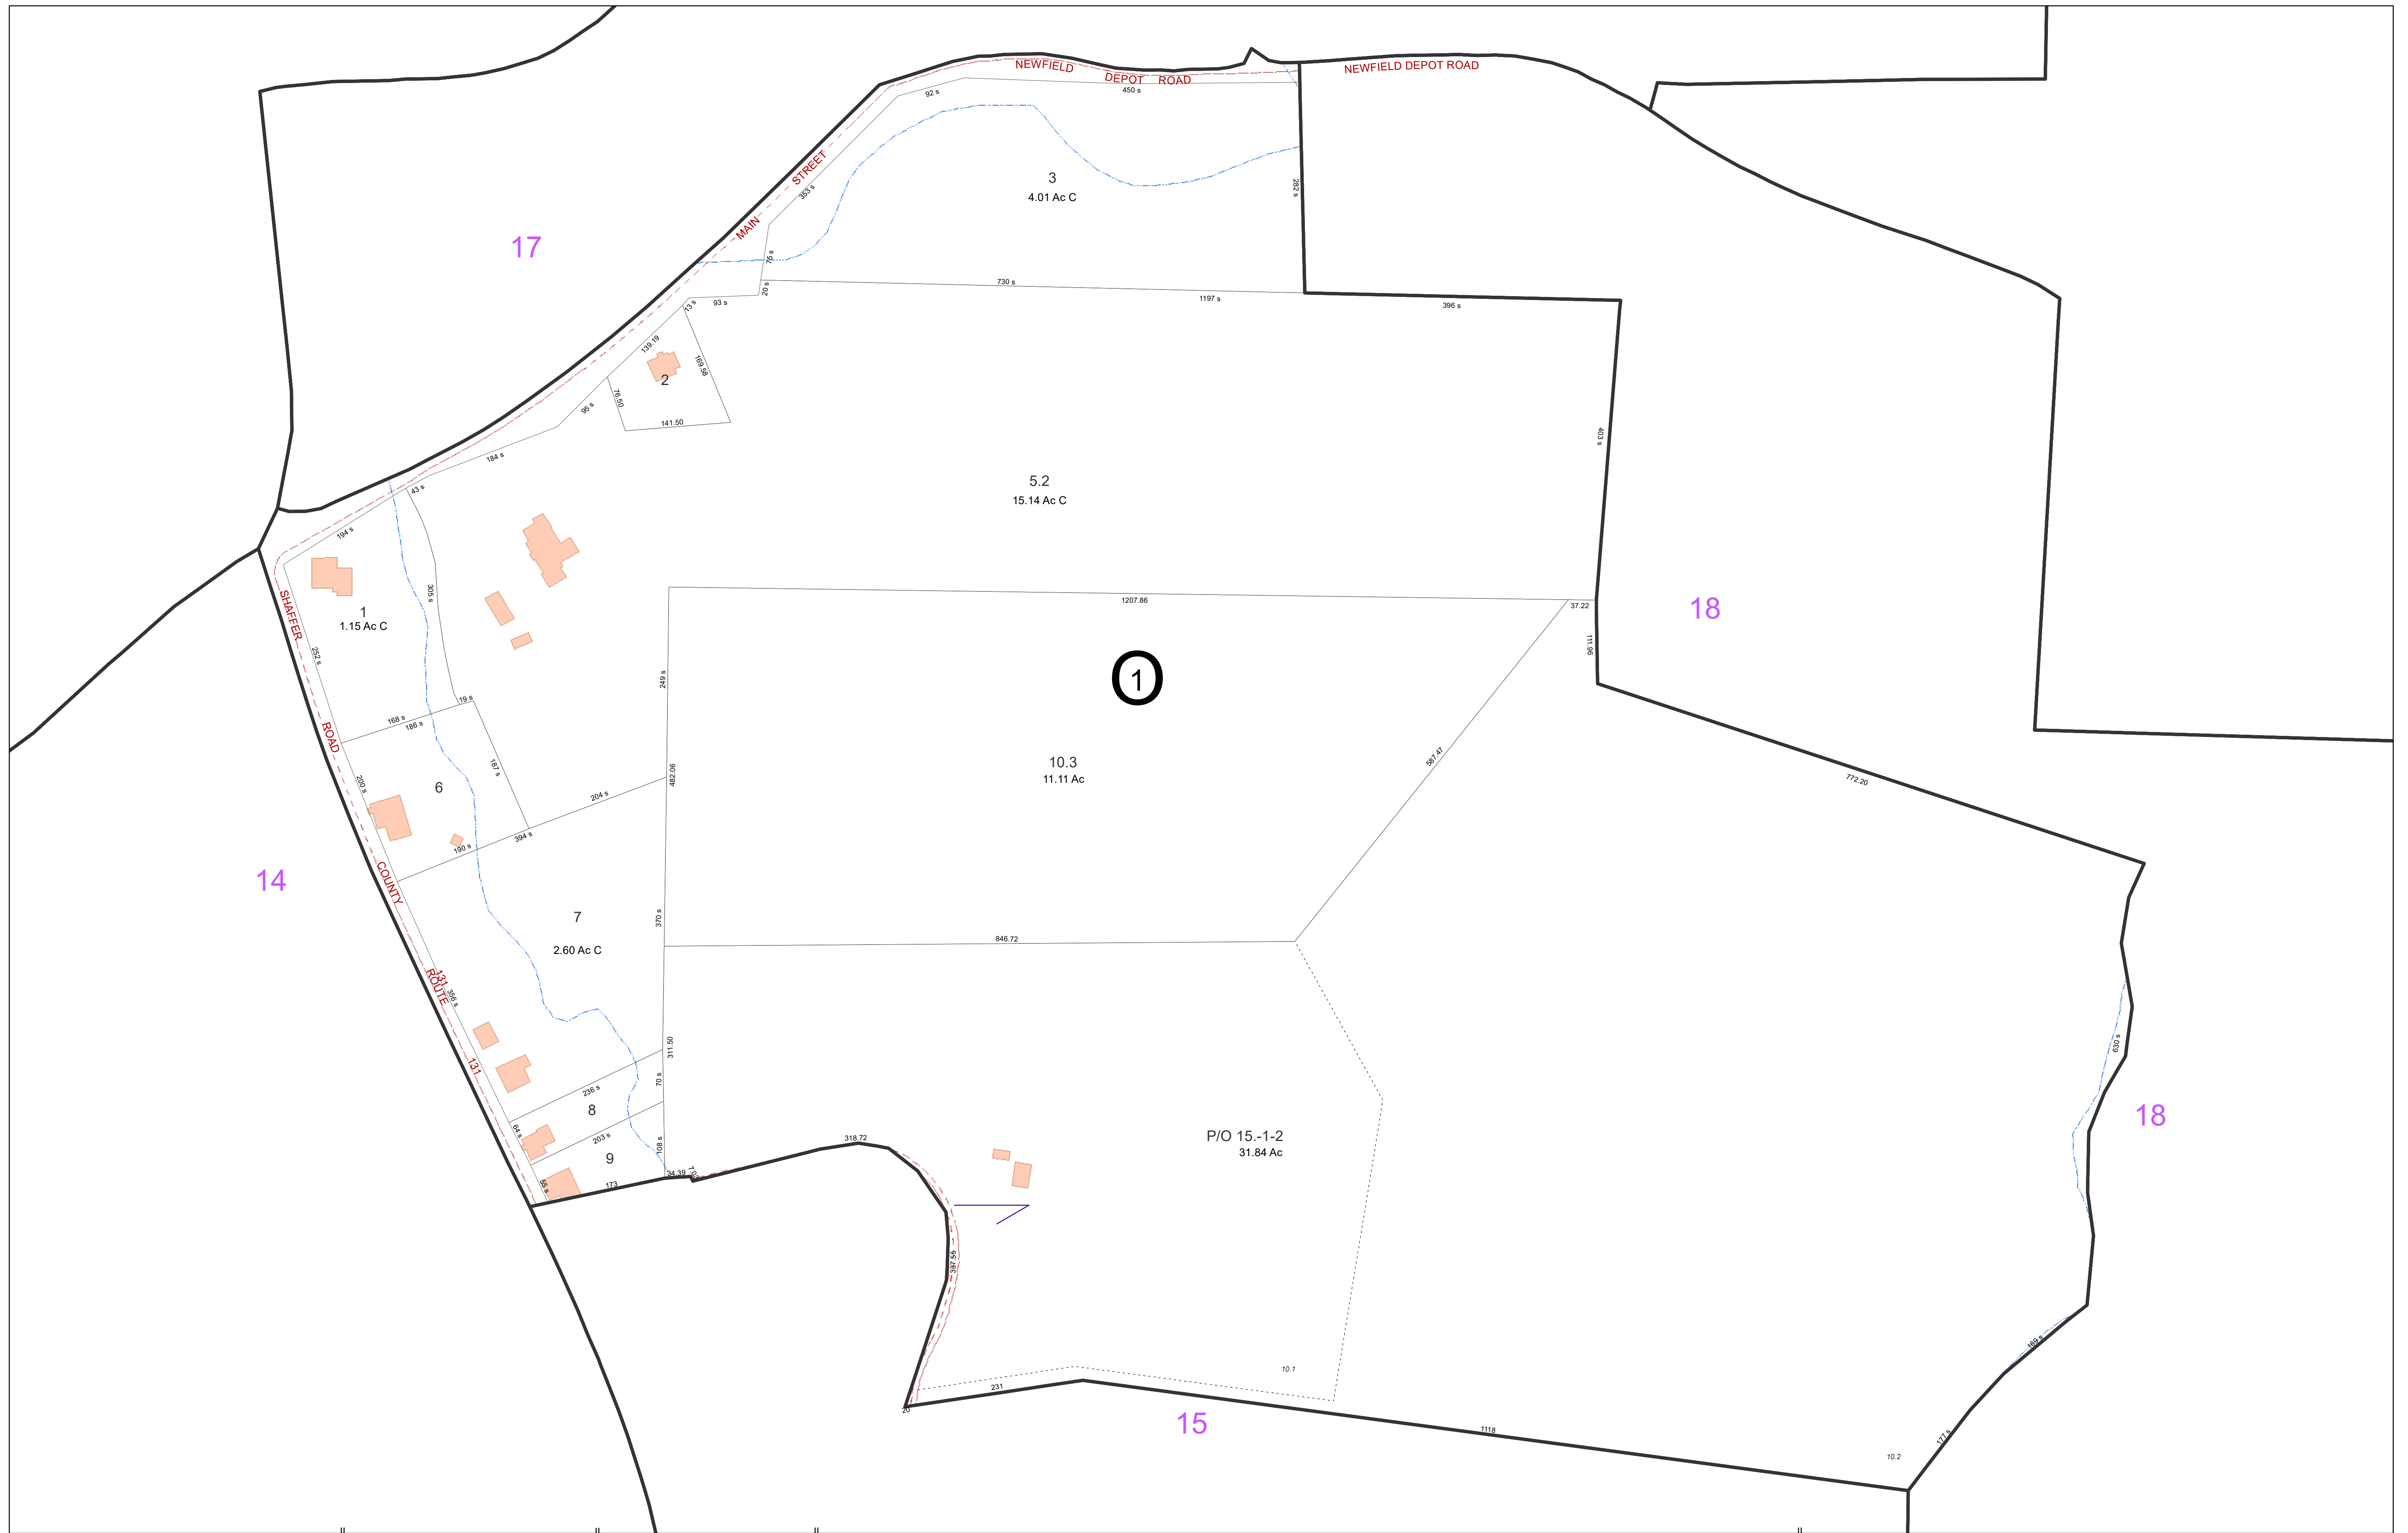 NEWFIELD
DEPOT ROAD
NEWFIELD DEPOT ROAD
92 s
450 s
STREET
353 s
MAIN
3
4.01 Ac C
282 s
17
75 s
20 s
730 s
1197 s
396 s
13 s
93 s
139.19
169.58
2
76.50
95 s
141.50
403 s
184 s
43 s
5.2
15.14 Ac C
194 s
SHAFFER
305 s
1
1.15 Ac C
1207.86
37.22
18
111.96
252 s
249 s
1
19 s
168 s
186 s
ROAD
187 s
587.47
10.3
11.11 Ac
482.06
772.20
200 s
6
204 s
394 s
190 s
14
COUNTY
370 s
7
2.60 Ac C
846.72
131
ROUTE
356 s
311.50
630 s
131
70 s
236 s
8
64 s
203 s
108 s
9
18
P/O 15.-1-2
31.84 Ac
318.72
34.39
173
55 s
397.55
189 s
10.1
231
20
15
1118
177 s
10.2